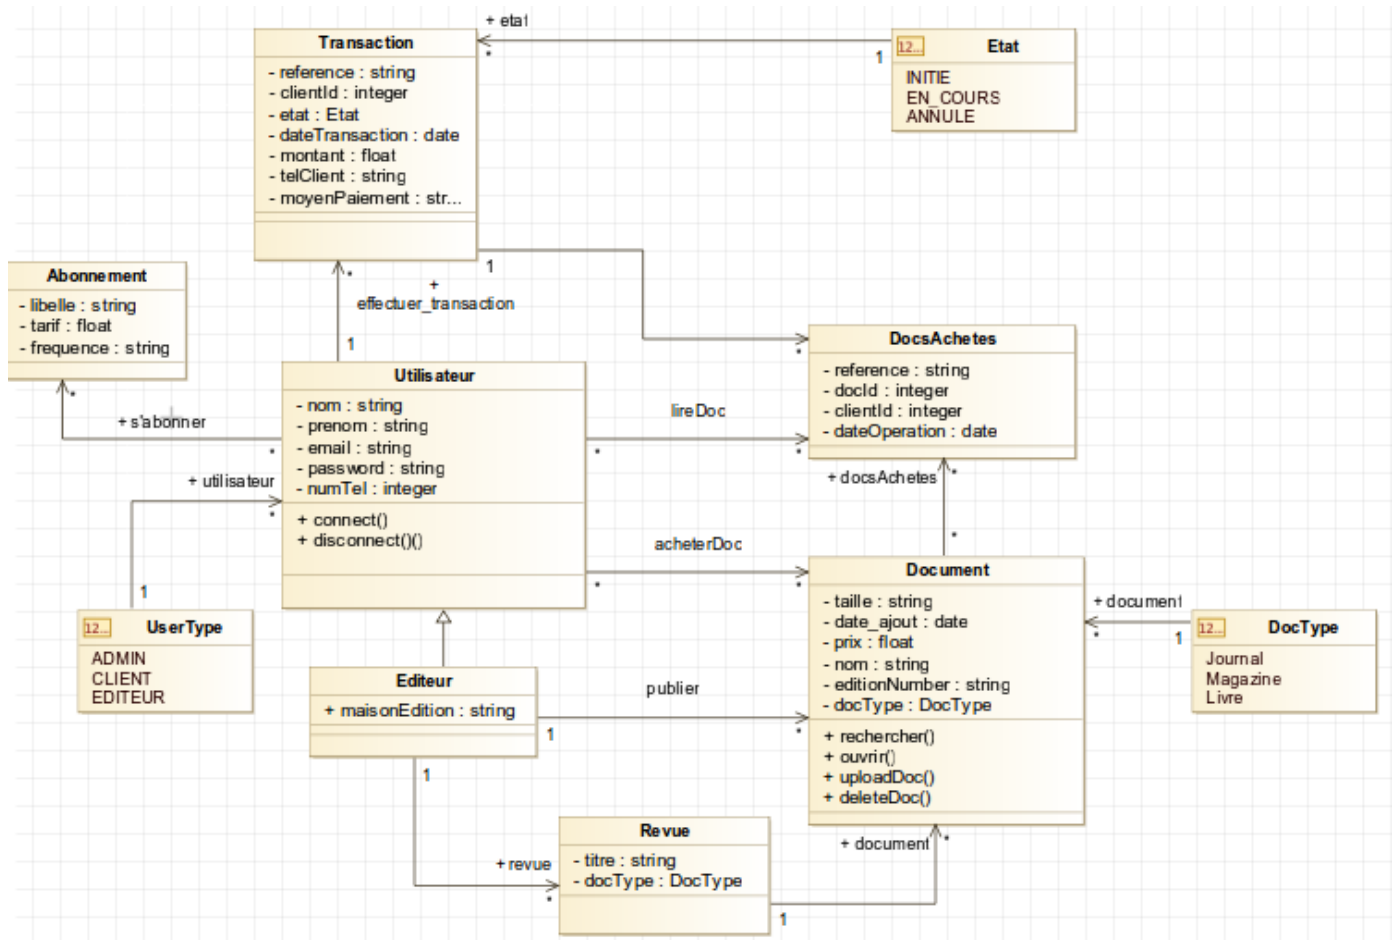 + etat
Transaction
- reference : string
- clientId : integer
- etat : Etat
- dateTransaction : date
- montant : float
- telClient : string
- moyenPaiement : str...
*
1
12...
Etat
INITIE
EN_COURS
ANNULE
*
1
+
effectuer_transaction
1
Abonnement
- libelle : string
- tarif : float
- frequence : string
*
+ s'abonner
*
Utilisateur
- nom : string
- prenom : string
- email : string
- password : string
- numTel : integer
+ connect()
+ disconnect()()
lireDoc
*
*
*
DocsAchetes
- reference : string
- docId : integer
- clientId : integer
- dateOperation : date
+ docsAchetes
*
*
+ utilisateur
*
1
12...
UserType
ADMIN
CLIENT
EDITEUR
acheterDoc
*
*
Document
- taille : string
- date_ajout : date
- prix : float
- nom : string
- editionNumber : string
- docType : DocType
+ rechercher()
+ ouvrir()
+ uploadDoc()
+ deleteDoc()
+ document
*
1
12...
DocType
Journal
Magazine
Livre
Editeur
+ maisonEdition : string
publier
1
*
1
+ revue
*
Revue
- titre : string
- docType : DocType
+ document
*
1